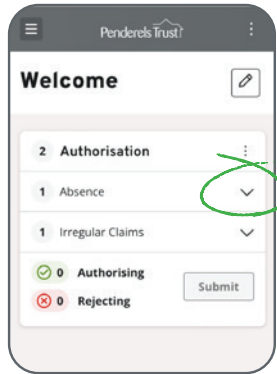 Penderels Trust
Welcome
2 Authorisation
1 Absence
1 Irregular Claims
0 Authorising
0 Rejecting
Submit